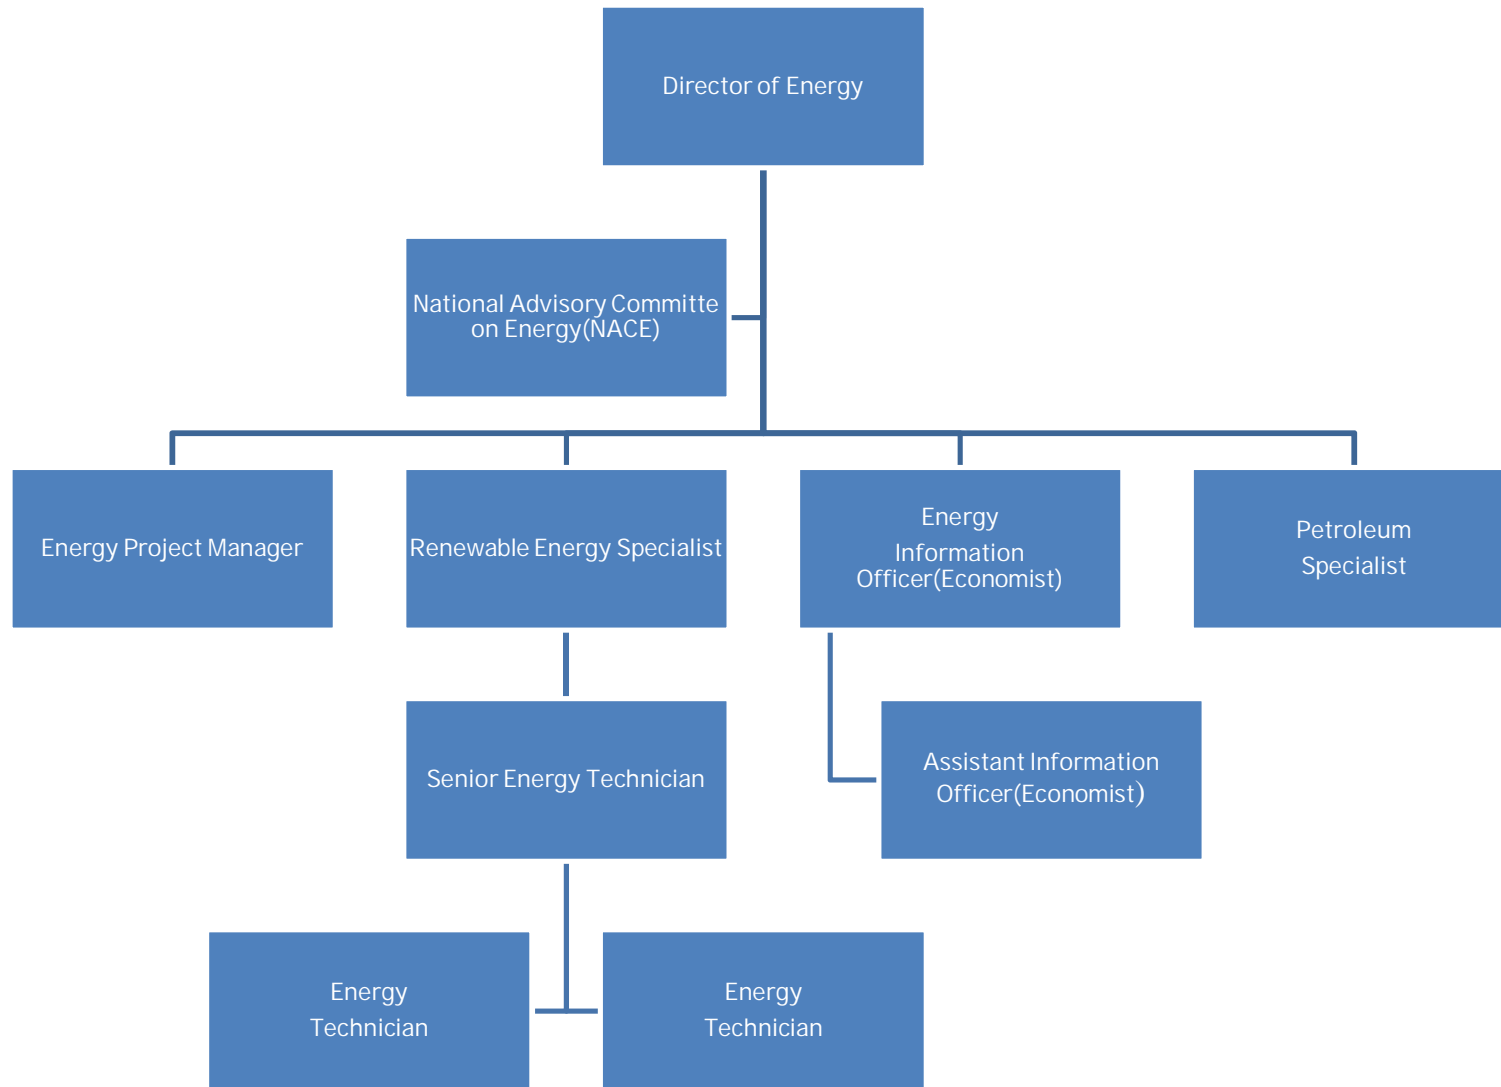 Director of Energy
National Advisory Committe
on Energy(NACE)
Energy Project Manager
Renewable Energy Specialist
Energy
Information
Officer(Economist)
Petroleum
Specialist
Senior Energy Technician
Assistant Information
Officer(Economist)
Energy
Technician
Energy
Technician